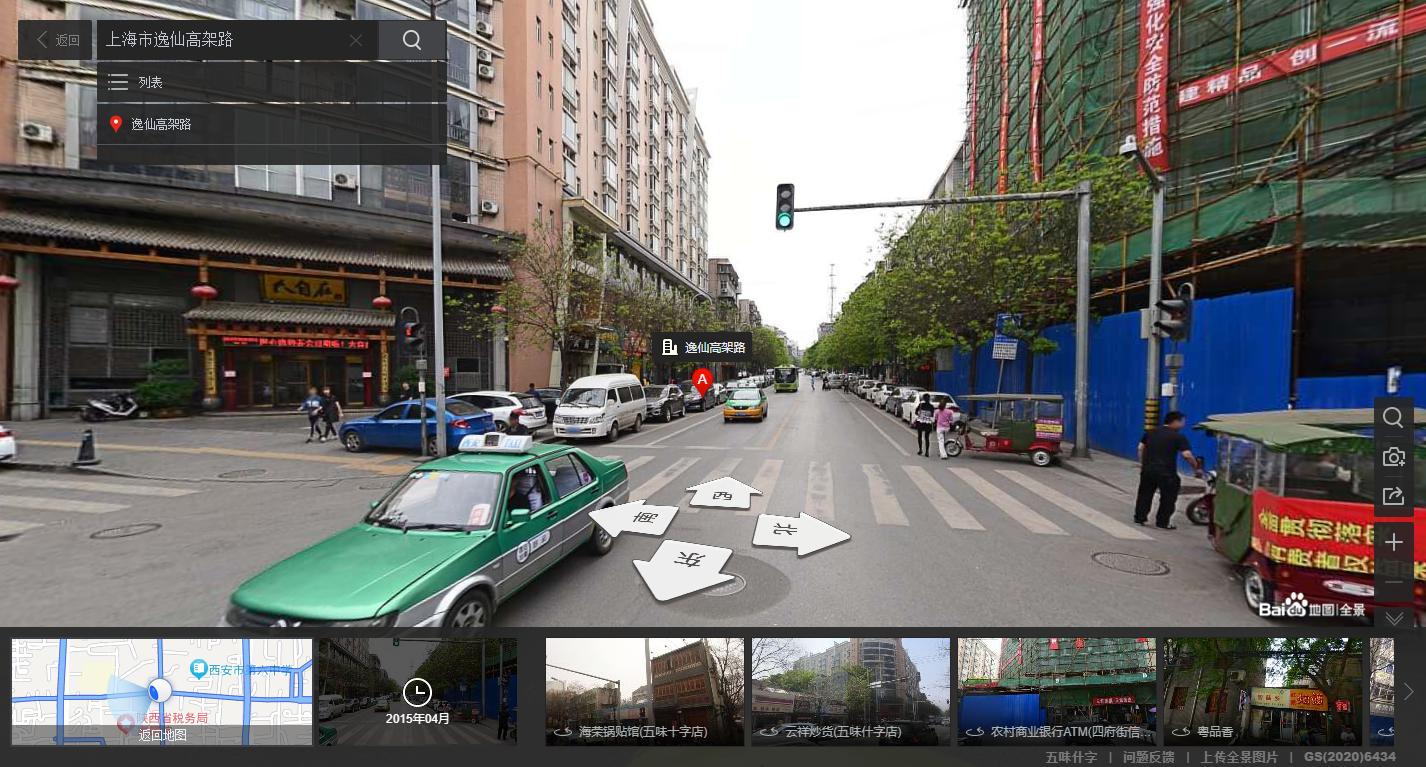 返回
上海市逸仙高架路
列表
逸仙高架路
强化安全防范措施
建精品 创一流
大自在
逸仙高架路
A
西
南
北
东
Baidu地图|全景
西安市第六中学
陕西省税务局
返回地图
2015年04月
海荣锅贴馆(五味十字店)
云祥炒货(五味什字店)
农村商业银行ATM(四府街信...
粤品香
五味什字 | 问题反馈 | 上传全景图片 | GS(2020)6434